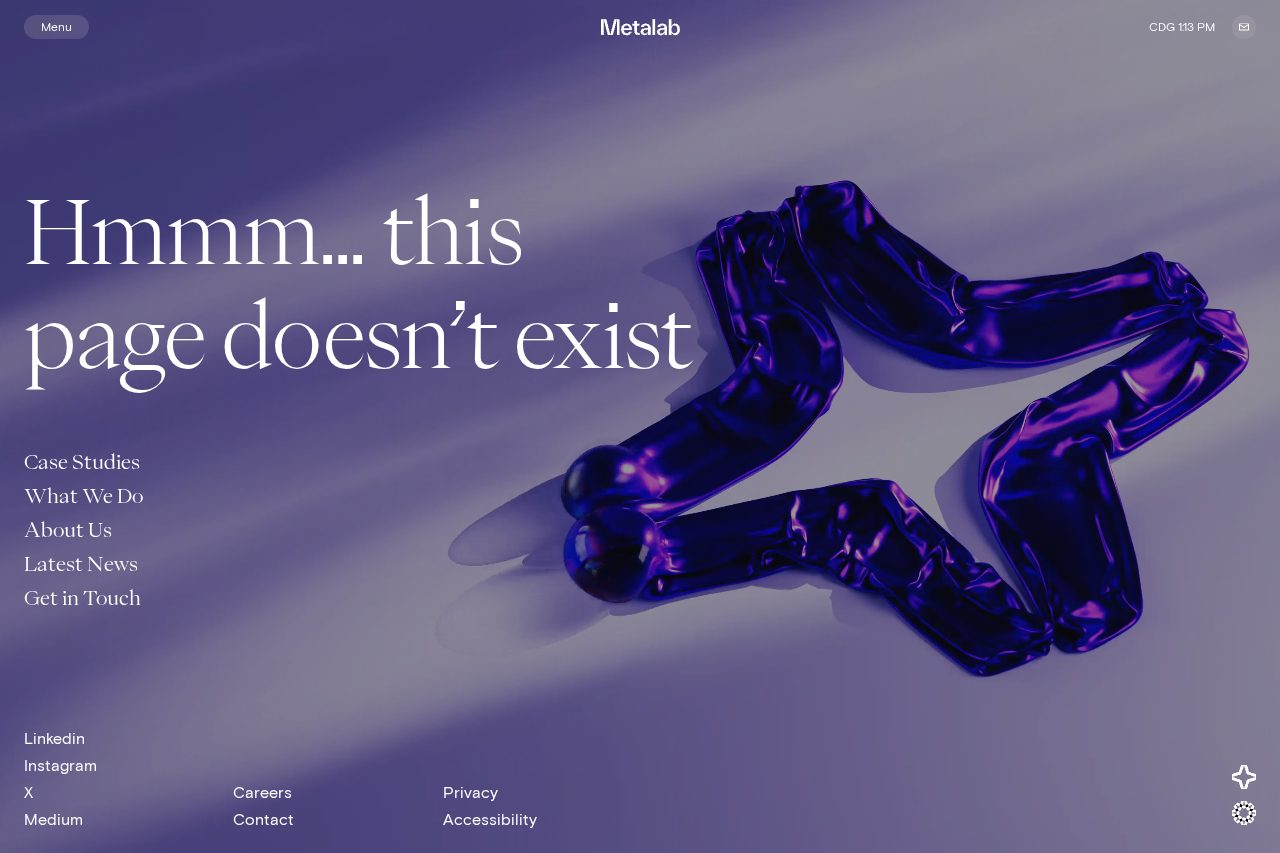 Menu
Metalab
CDG 1:13 PM
Hmmm... this
page doesn’t exist
Case Studies
What We Do
About Us
Latest News
Get in Touch
Linkedin
Instagram
X
Careers
Privacy
Medium
Contact
Accessibility